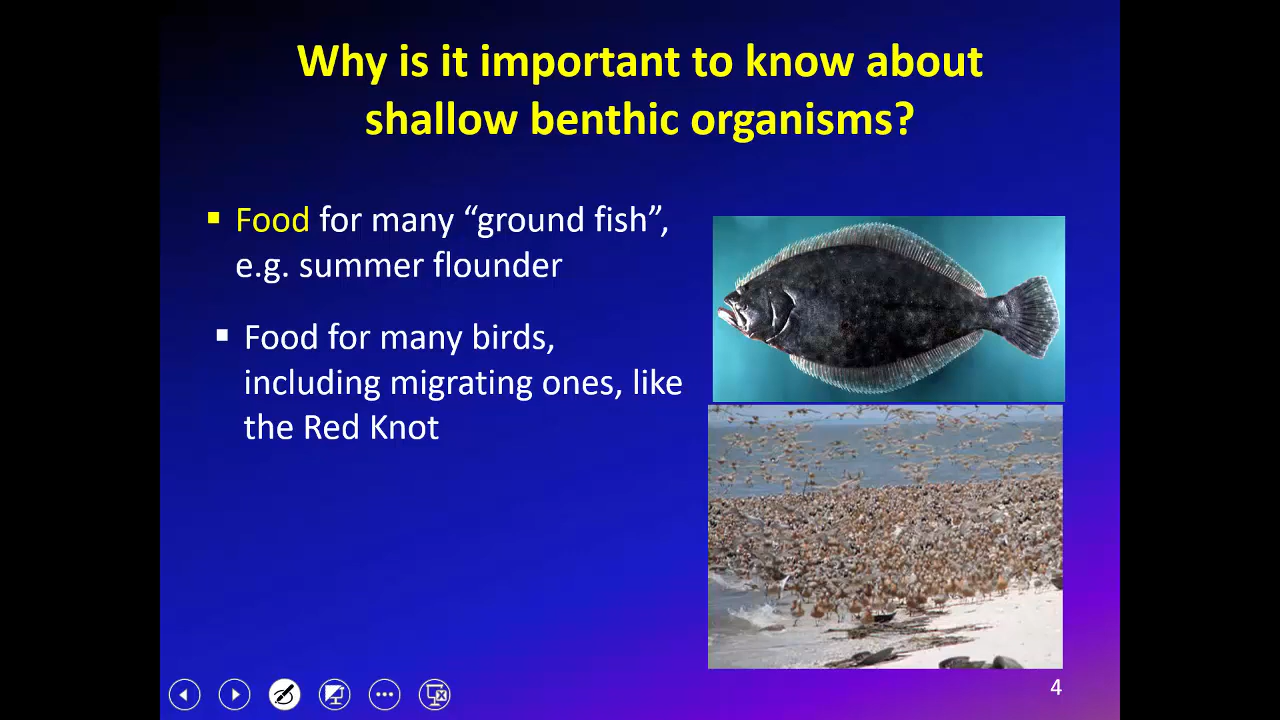 Why is it important to know about
shallow benthic organisms?
Food for many “ground fish”,
e.g. summer flounder
Food for many birds,
including migrating ones, like
the Red Knot
4